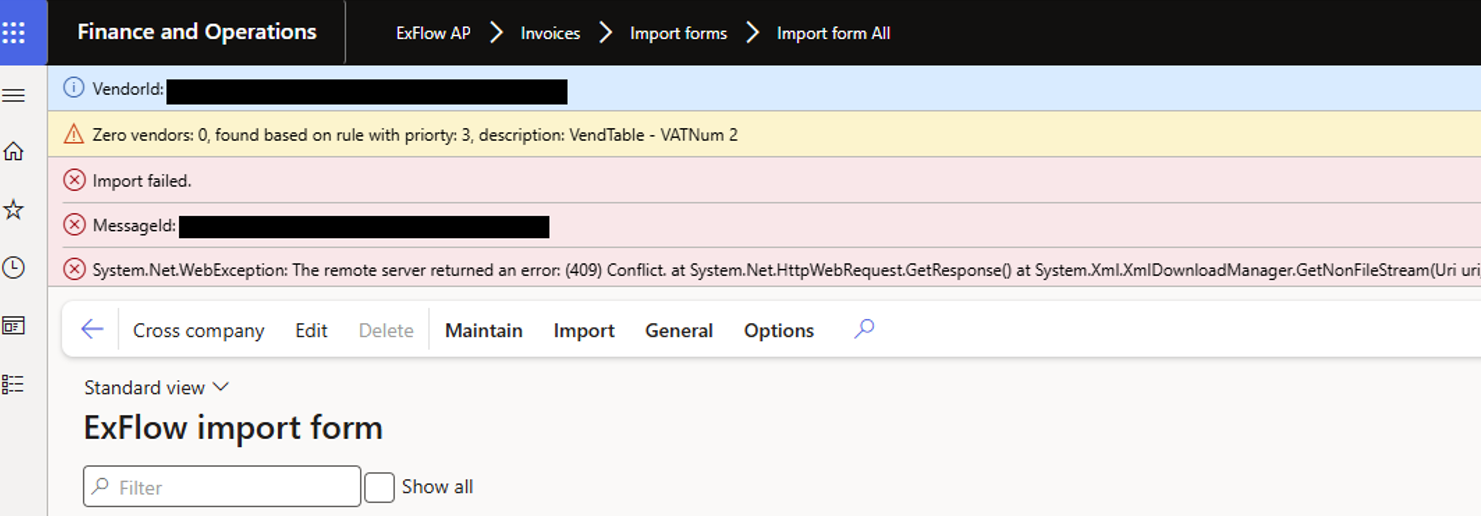 Finance and Operations
ExFlow AP > Invoices > Import forms > Import form All
VendorId:
Zero vendors: 0, found based on rule with priorty: 3, description: VendTable - VATNum 2
Import failed.
MessageId:
System.Net.WebException: The remote server returned an error: (409) Conflict. at System.Net.HttpWebRequest.GetResponse() at System.Xml.XmlDownloadManager.GetNonFileStream(Uri uri,
Cross company Edit Delete Maintain Import General Options
Standard view
ExFlow import form
Filter Show all